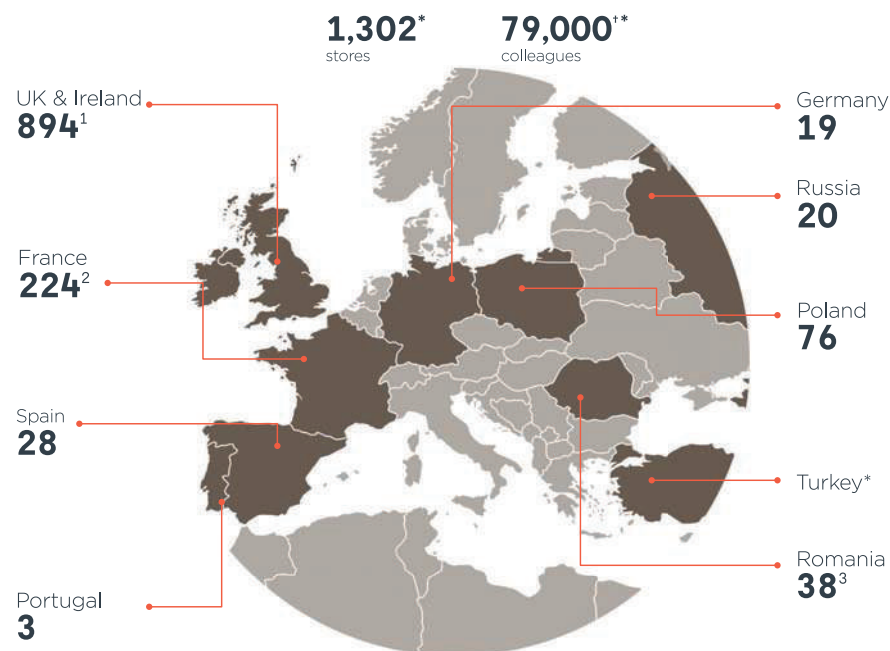 1,302*
stores
79,000†*
colleagues
UK & Ireland
894¹
France
224²
Spain
28
Portugal
3
Germany
19
Russia
20
Poland
76
Turkey*
Romania
38³